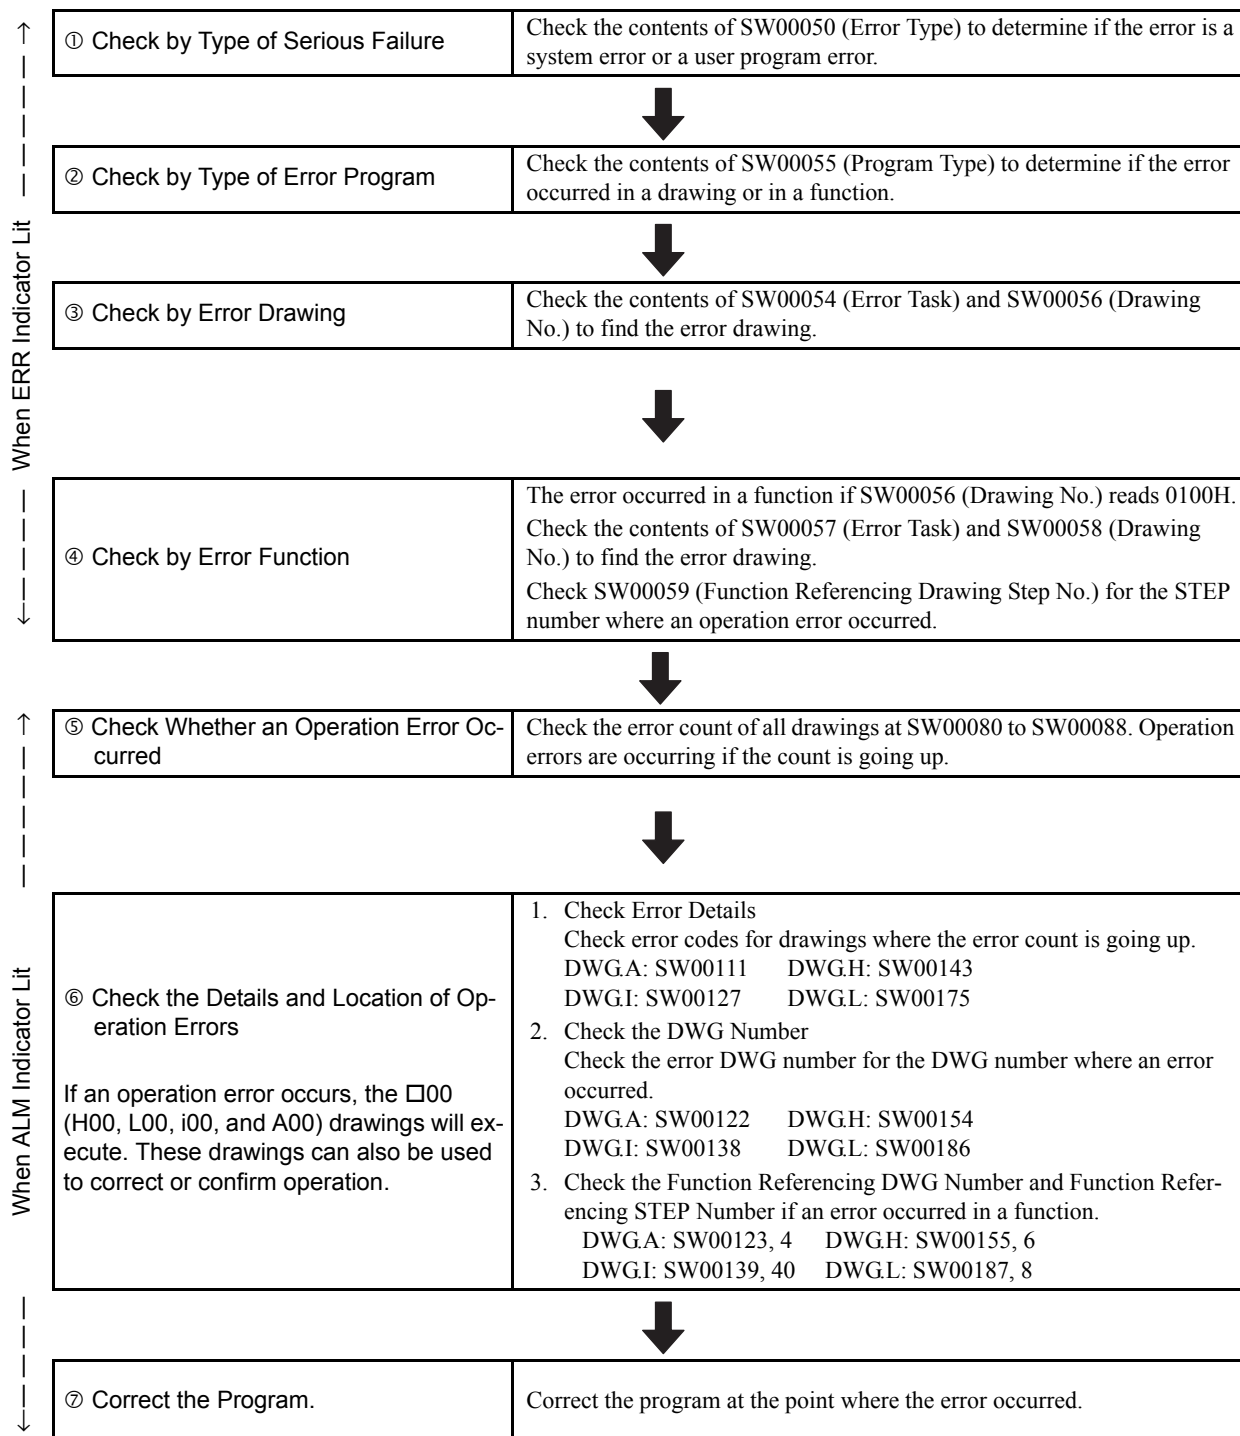 ① Check by Type of Serious Failure
Check the contents of SW00050 (Error Type) to determine if the error is a
system error or a user program error.
② Check by Type of Error Program
Check the contents of SW00055 (Program Type) to determine if the error
occurred in a drawing or in a function.
When ERR Indicator Lit
③ Check by Error Drawing
Check the contents of SW00054 (Error Task) and SW00056 (Drawing
No.) to find the error drawing.
④ Check by Error Function
The error occurred in a function if SW00056 (Drawing No.) reads 0100H.
Check the contents of SW00057 (Error Task) and SW00058 (Drawing
No.) to find the error drawing.
Check SW00059 (Function Referencing Drawing Step No.) for the STEP
number where an operation error occurred.
⑤ Check Whether an Operation Error Oc-
curred
Check the error count of all drawings at SW00080 to SW00088. Operation
errors are occurring if the count is going up.
When ALM Indicator Lit
⑥ Check the Details and Location of Op-
eration Errors
If an operation error occurs, the □00
(H00, L00, i00, and A00) drawings will ex-
ecute. These drawings can also be used
to correct or confirm operation.
1. Check Error Details
Check error codes for drawings where the error count is going up.
DWG.A: SW00111 DWG.H: SW00143
DWG.I: SW00127 DWG.L: SW00175
2. Check the DWG Number
Check the error DWG number for the DWG number where an error
occurred.
DWG.A: SW00122 DWG.H: SW00154
DWG.I: SW00138 DWG.L: SW00186
3. Check the Function Referencing DWG Number and Function Refer-
encing STEP Number if an error occurred in a function.
DWG.A: SW00123, 4 DWG.H: SW00155, 6
DWG.I: SW00139, 40 DWG.L: SW00187, 8
⑦ Correct the Program.
Correct the program at the point where the error occurred.